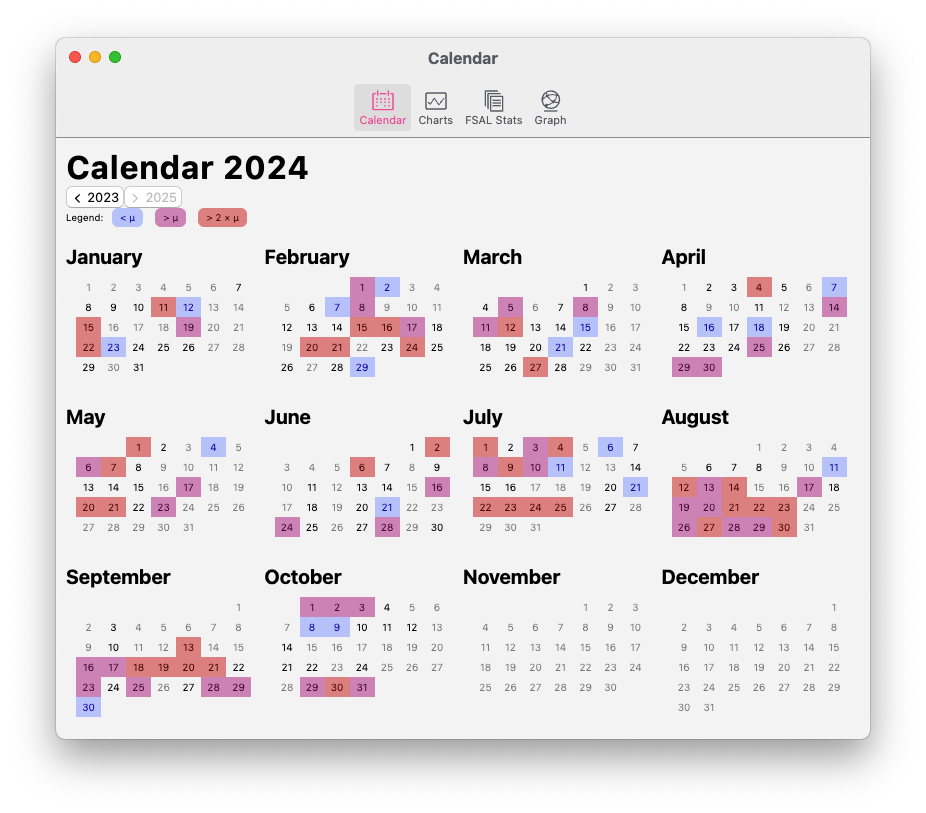 Calendar
Calendar Charts FSAL Stats Graph
Calendar 2024
< 2023 > 2025
Legend: < μ > μ > 2 × μ
January February March April
1 2 3 4 5 6 7 1 2 3 4 1 2 3 1 2 3 4 5 6 7
8 9 10 11 12 13 14 5 6 7 8 9 10 11 4 5 6 7 8 9 10 8 9 10 11 12 13 14
15 16 17 18 19 20 21 12 13 14 15 16 17 18 11 12 13 14 15 16 17 15 16 17 18 19 20 21
22 23 24 25 26 27 28 19 20 21 22 23 24 25 18 19 20 21 22 23 24 22 23 24 25 26 27 28
29 30 31 26 27 28 29 25 26 27 28 29 30 31 29 30
May June July August
1 2 3 4 5 1 2 1 2 3 4 5 6 7 1 2 3 4
6 7 8 9 10 11 12 3 4 5 6 7 8 9 8 9 10 11 12 13 14 5 6 7 8 9 10 11
13 14 15 16 17 18 19 10 11 12 13 14 15 16 15 16 17 18 19 20 21 12 13 14 15 16 17 18
20 21 22 23 24 25 26 17 18 19 20 21 22 23 22 23 24 25 26 27 28 19 20 21 22 23 24 25
27 28 29 30 31 24 25 26 27 28 29 30 29 30 31 26 27 28 29 30 31
September October November December
1 1 2 3 4 5 6 1 2 3 1
2 3 4 5 6 7 8 7 8 9 10 11 12 13 4 5 6 7 8 9 10 2 3 4 5 6 7 8
9 10 11 12 13 14 15 14 15 16 17 18 19 20 11 12 13 14 15 16 17 9 10 11 12 13 14 15
16 17 18 19 20 21 22 21 22 23 24 25 26 27 18 19 20 21 22 23 24 16 17 18 19 20 21 22
23 24 25 26 27 28 29 28 29 30 31 25 26 27 28 29 30 23 24 25 26 27 28 29
30 30 31